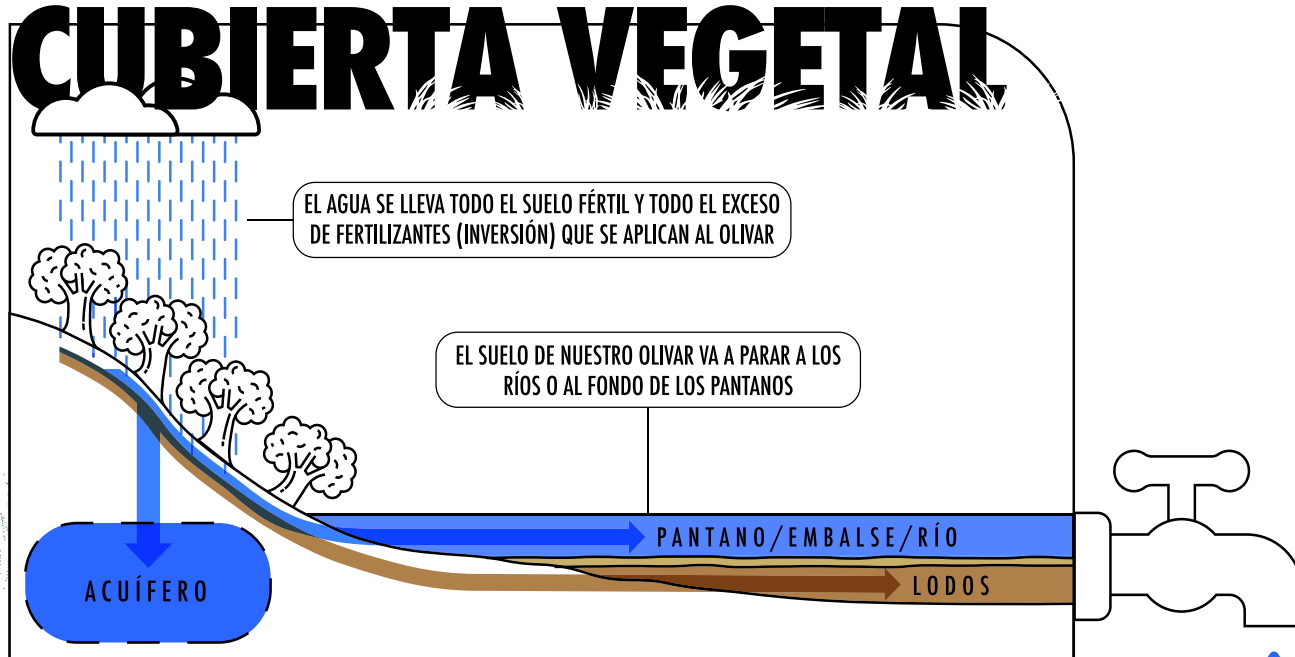 CUBIERTA VEGETAL
EL AGUA SE LLEVA TODO EL SUELO FÉRTIL Y TODO EL EXCESO
DE FERTILIZANTES (INVERSIÓN) QUE SE APLICAN AL OLIVAR
EL SUELO DE NUESTRO OLIVAR VA A PARAR A LOS
RÍOS O AL FONDO DE LOS PANTANOS
PANTANO/EMBALSE/RÍO
LODOS
ACUÍFERO